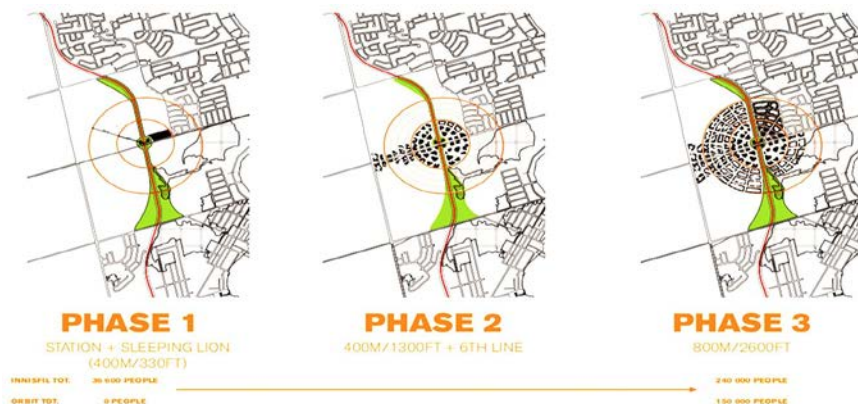 PHASE 1
STATION + SLEEPING LION
(400M/330FT)
PHASE 2
400M/1300FT + 6TH LINE
PHASE 3
800M/2600FT
INNISFIL TOT. 36 600 PEOPLE 240 000 PEOPLE
ORBIT TOT. 0 PEOPLE 150 000 PEOPLE